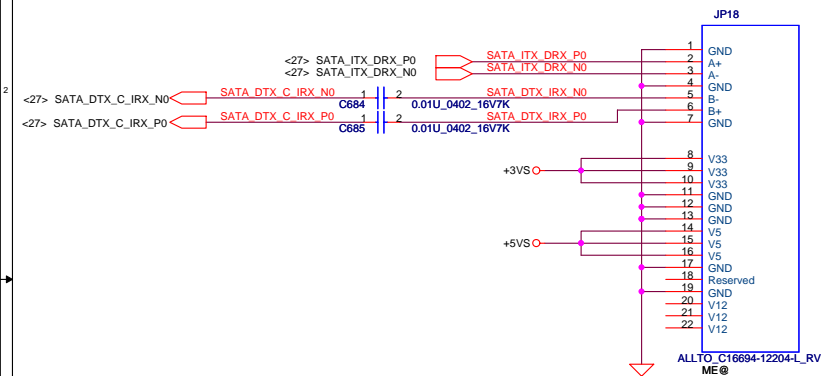 JP18
1 GND
<27> SATA_ITX_DRX_P0 SATA_ITX_DRX_P0 2 A+
<27> SATA_ITX_DRX_N0 SATA_ITX_DRX_N0 3 A-
4 GND
2
<27> SATA_DTX_C_IRX_N0 SATA_DTX_C_IRX_N0 1 2 SATA_DTX_IRX_N0 5 B-
C684 0.01U_0402_16V7K
6 B+
<27> SATA_DTX_C_IRX_P0 SATA_DTX_C_IRX_P0 1 2 SATA_DTX_IRX_P0 7 GND
C685 0.01U_0402_16V7K
8 V33
+3VS 9 V33
10 V33
11 GND
12 GND
13 GND
14 V5
+5VS 15 V5
16 V5
17 GND
18 Reserved
19 GND
20 V12
21 V12
22 V12
ALLTO_C16694-12204-L_RV
ME@